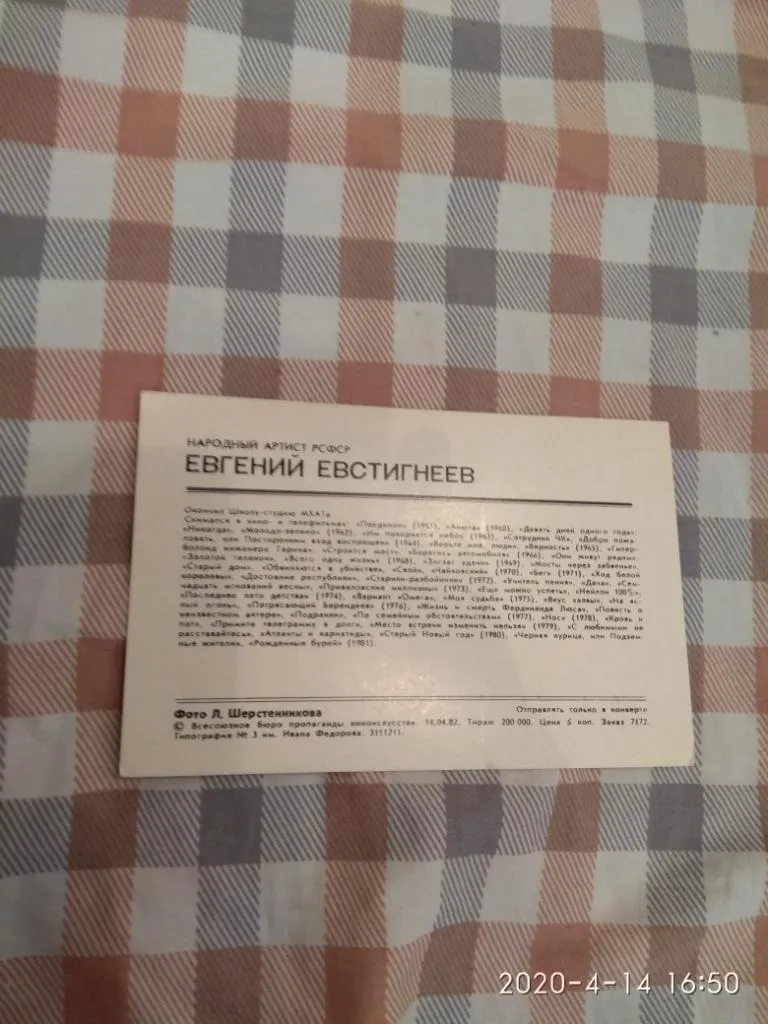 НАРОДНЫЙ АРТИСТ РСФСР
ЕВГЕНИЙ ЕВСТИГНЕЕВ
Окончил Школу-студию МХАТа.
Снимался в кино- и телефильмах: «Поединок» (1957), «Анюта» (1960), «Девять дней одного года»,
«Никогда», «Молодо-зелено» (1962), «Им покоряется небо» (1963), «Сотрудник ЧК», «Добро пожа-
ловать, или Посторонним вход воспрещен» (1964), «Верьте мне, люди», «Верность» (1965), «Гипер-
болоид инженера Гарина», «Строится мост», «Берегись автомобиля» (1966), «Они живут рядом»,
«Золотой теленок», «Всего одна жизнь» (1968), «Зигзаг удачи» (1969), «Мосты через забвенье»,
«Старый дом», «Обвиняются в убийстве», «Свой», «Чайковский» (1970), «Бег» (1971), «Ход белой
королевы», «Достояние республики», «Старики-разбойники» (1972), «Учитель пения», «Дача», «Сем-
надцать мгновений весны», «Приваловские миллионы» (1973), «Еще можно успеть», «Нейлон 100%»,
«Последнее лето детства» (1974), «Вариант «Омега», «Моя судьба» (1975), «Вкус халвы», «На яс-
ный огонь», «Потрясающий Берендеев» (1976), «Жизнь и смерть Фердинанда Люса», «Повесть о
неизвестном актере», «Подранки», «По семейным обстоятельствам» (1977), «Нос» (1978), «Кровь и
пот», «Примите телеграмму в долг», «Место встречи изменить нельзя» (1979), «С любимыми не
расставайтесь», «Атланты и кариатиды», «Старый Новый год» (1980), «Черная курица, или Подзем-
ные жители», «Рожденные бурей» (1981).
Фото Л. Шерстенникова Отправлять только в конверте
© Всесоюзное бюро пропаганды киноискусства. 14.04.82. Тираж 200 000. Цена 6 коп. Заказ 7172.
Типография № 3 им. Ивана Федорова. 3111711.
2020-4-14 16:50